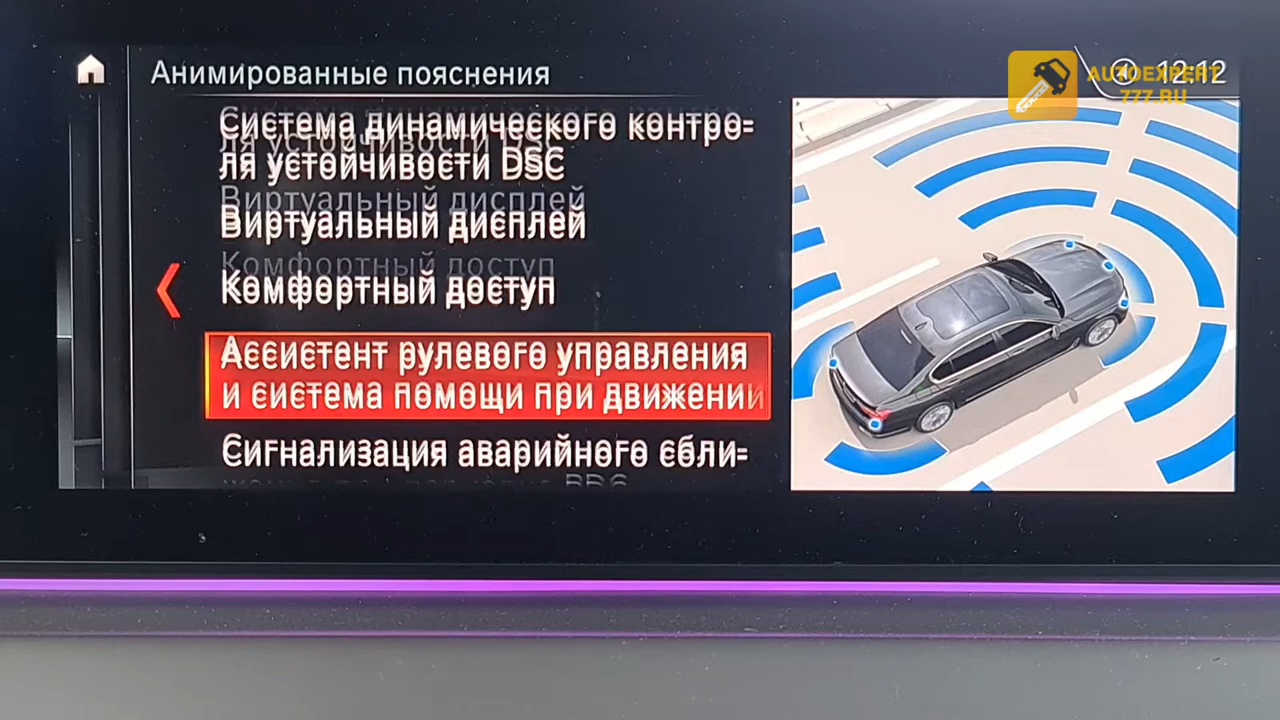 Анимированные пояснения
12:12
AUTOEXPERT
777.RU
Система динамического контро-
ля устойчивости DSC
Виртуальный дисплей
Комфортный доступ
Ассистент рулевого управления
и система помощи при движении
Сигнализация аварийного сбли-